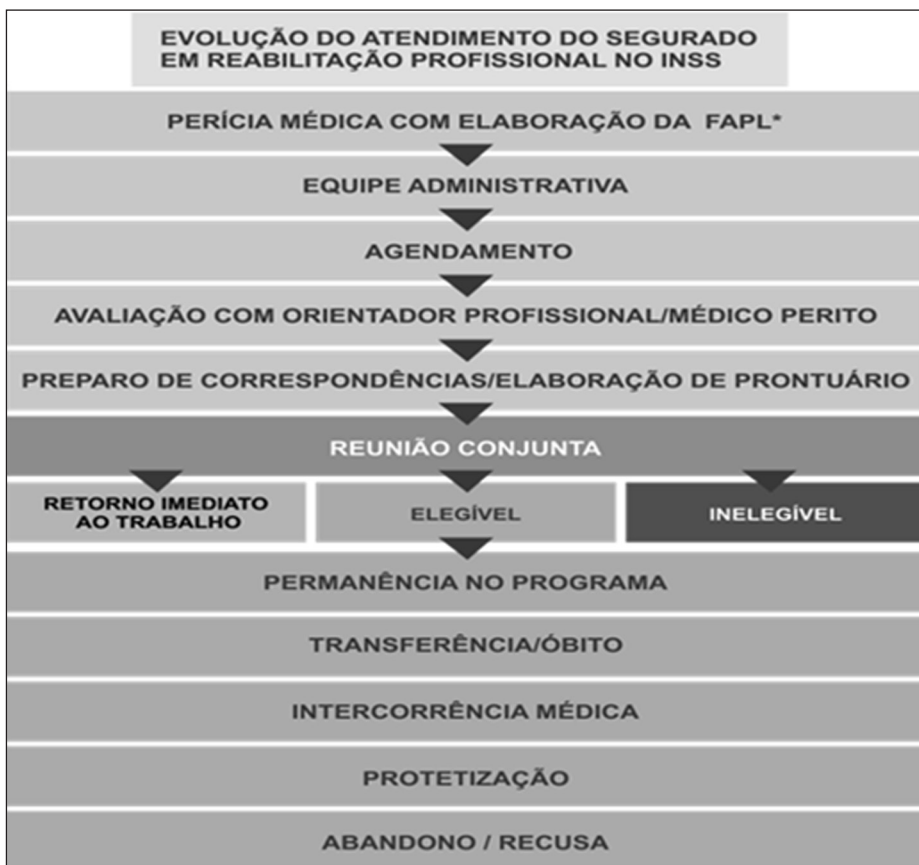 EVOLUÇÃO DO ATENDIMENTO DO SEGURADO
EM REABILITAÇÃO PROFISSIONAL NO INSS
PERÍCIA MÉDICA COM ELABORAÇÃO DA FAPL*
EQUIPE ADMINISTRATIVA
AGENDAMENTO
AVALIAÇÃO COM ORIENTADOR PROFISSIONAL/MÉDICO PERITO
PREPARO DE CORRESPONDÊNCIAS/ELABORAÇÃO DE PRONTUÁRIO
REUNIÃO CONJUNTA
RETORNO IMEDIATO
AO TRABALHO
ELEGÍVEL
INELEGÍVEL
PERMANÊNCIA NO PROGRAMA
TRANSFERÊNCIA/ÓBITO
INTERCORRÊNCIA MÉDICA
PROTETIZAÇÃO
ABANDONO / RECUSA